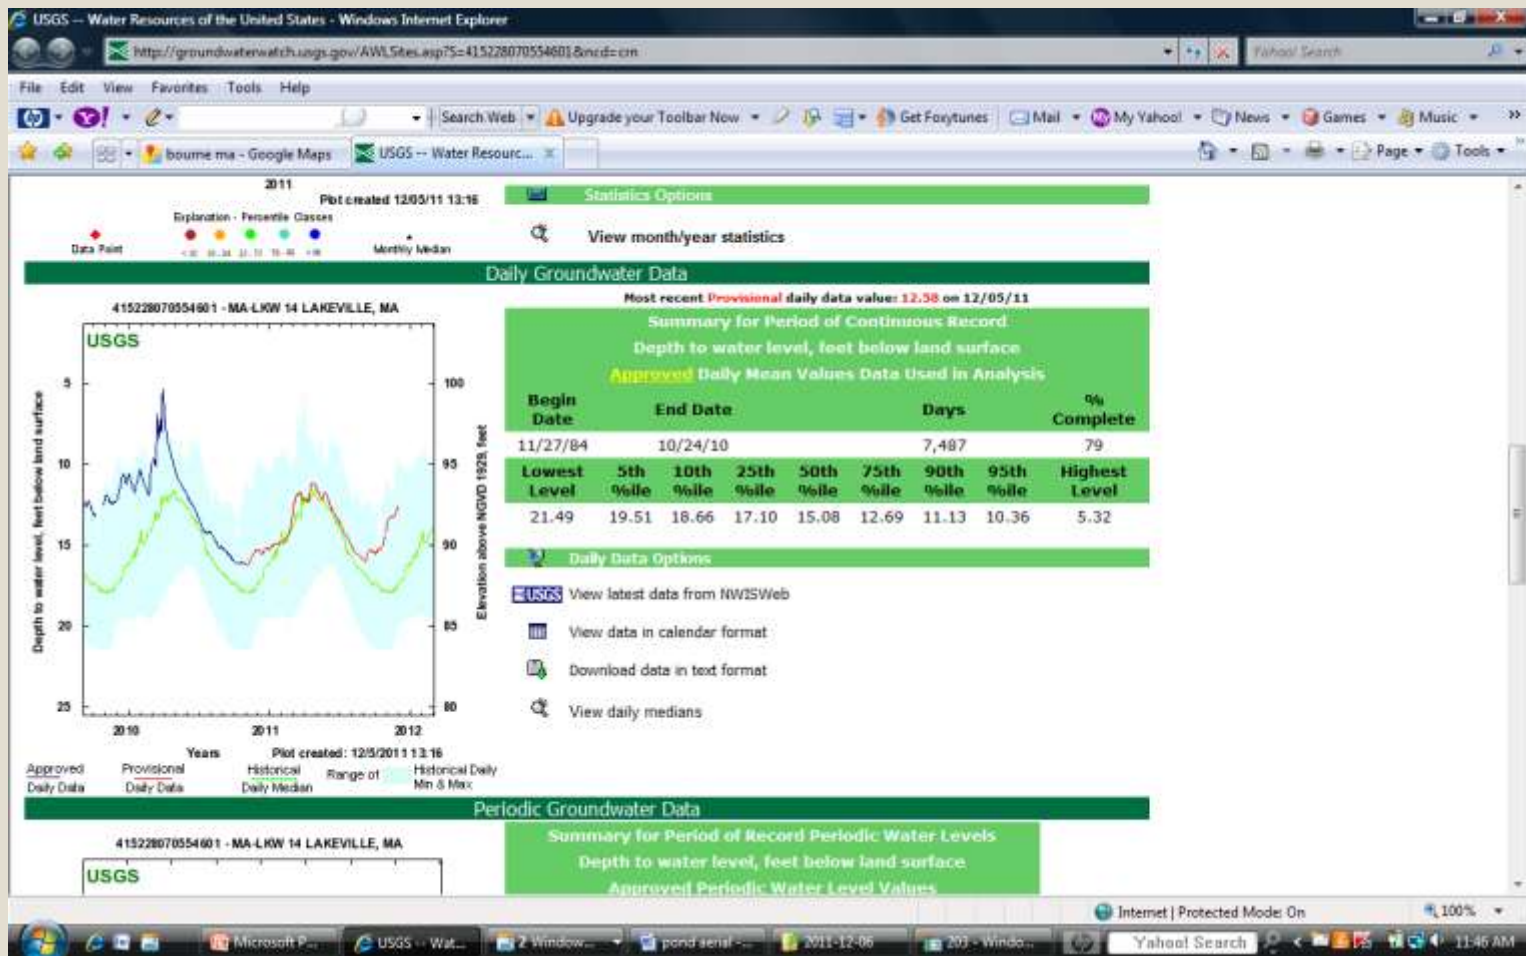 USGS -- Water Resources of the United States - Windows Internet Explorer
http://groundwaterwatch.usgs.gov/AWLSites.asp?S=415228070554601&ncd=crn
Yahoo! Search
File Edit View Favorites Tools Help
Search Web Upgrade your Toolbar Now Get Foxytunes Mail My Yahoo! News Games Music
bourne ma - Google Maps USGS -- Water Resourc... Page Tools
2011
Plot created 12/05/11 13:16
Explanation - Percentile Classes
Data Point Monthly Median
Statistics Options
View month/year statistics
Daily Groundwater Data
415228070554601 - MA-LKW 14 LAKEVILLE, MA
USGS
Depth to water level, feet below land surface
5
10
15
20
25
Elevation above NGVD 1929, feet
100
95
90
85
80
2010 2011 2012
Years Plot created: 12/5/2011 13:16
Approved Daily Data
Provisional Daily Data
Historical Daily Median
Range of Historical Daily Min & Max
Most recent Provisional daily data value: 12.58 on 12/05/11
Summary for Period of Continuous Record
Depth to water level, feet below land surface
Approved Daily Mean Values Data Used in Analysis
Begin Date End Date Days % Complete
11/27/84 10/24/10 7,487 79
Lowest Level 5th %ile 10th %ile 25th %ile 50th %ile 75th %ile 90th %ile 95th %ile Highest Level
21.49 19.51 18.66 17.10 15.08 12.69 11.13 10.36 5.32
Daily Data Options
USGS View latest data from NWISWeb
View data in calendar format
Download data in text format
View daily medians
Periodic Groundwater Data
415228070554601 - MA-LKW 14 LAKEVILLE, MA
USGS
Summary for Period of Record Periodic Water Levels
Depth to water level, feet below land surface
Approved Periodic Water Level Values
Internet | Protected Mode: On 100%
Microsoft P... USGS -- Wat... 2 Window... pond aerial -... 2011-12-06 203 - Windo... Yahoo! Search 11:46 AM